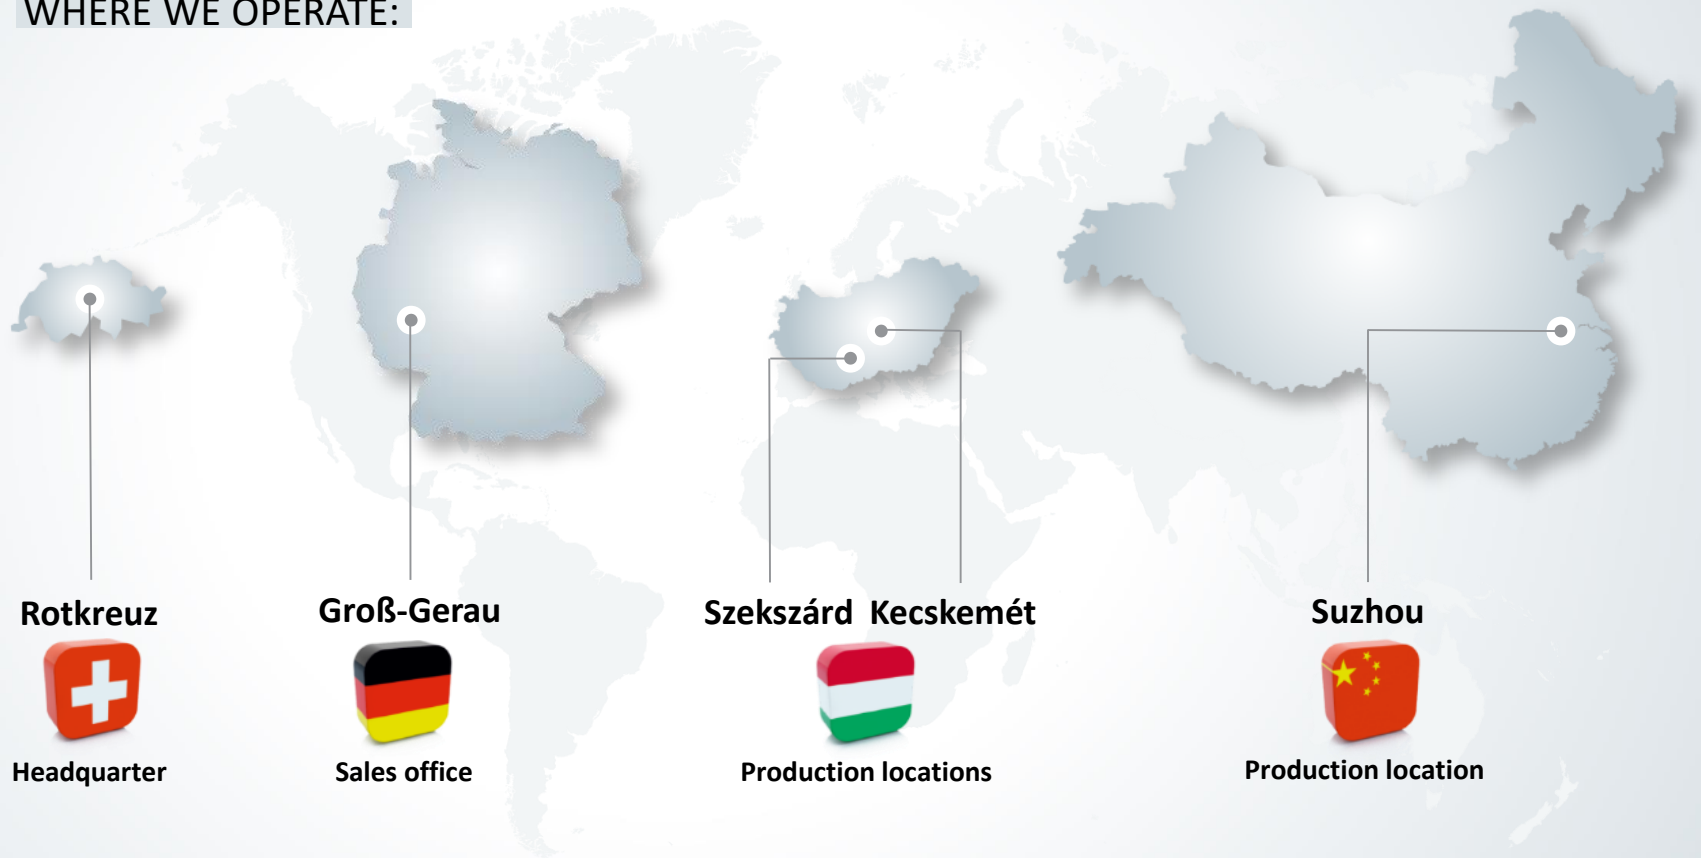 WHERE WE OPERATE:
Rotkreuz
Groß-Gerau
Szekszárd Kecskemét
Suzhou
Headquarter
Sales office
Production locations
Production location